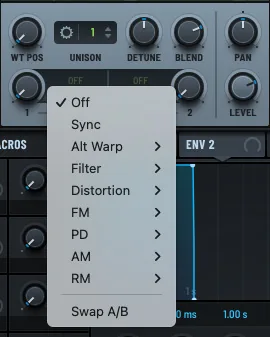 1
WT POS
UNISON
DETUNE
BLEND
PAN
OFF
OFF
1
2
LEVEL
✓ Off
Sync
Alt Warp
Filter
Distortion
FM
PD
AM
RM
Swap A/B
ACROS
ENV 2
1s
ms
1.00 s